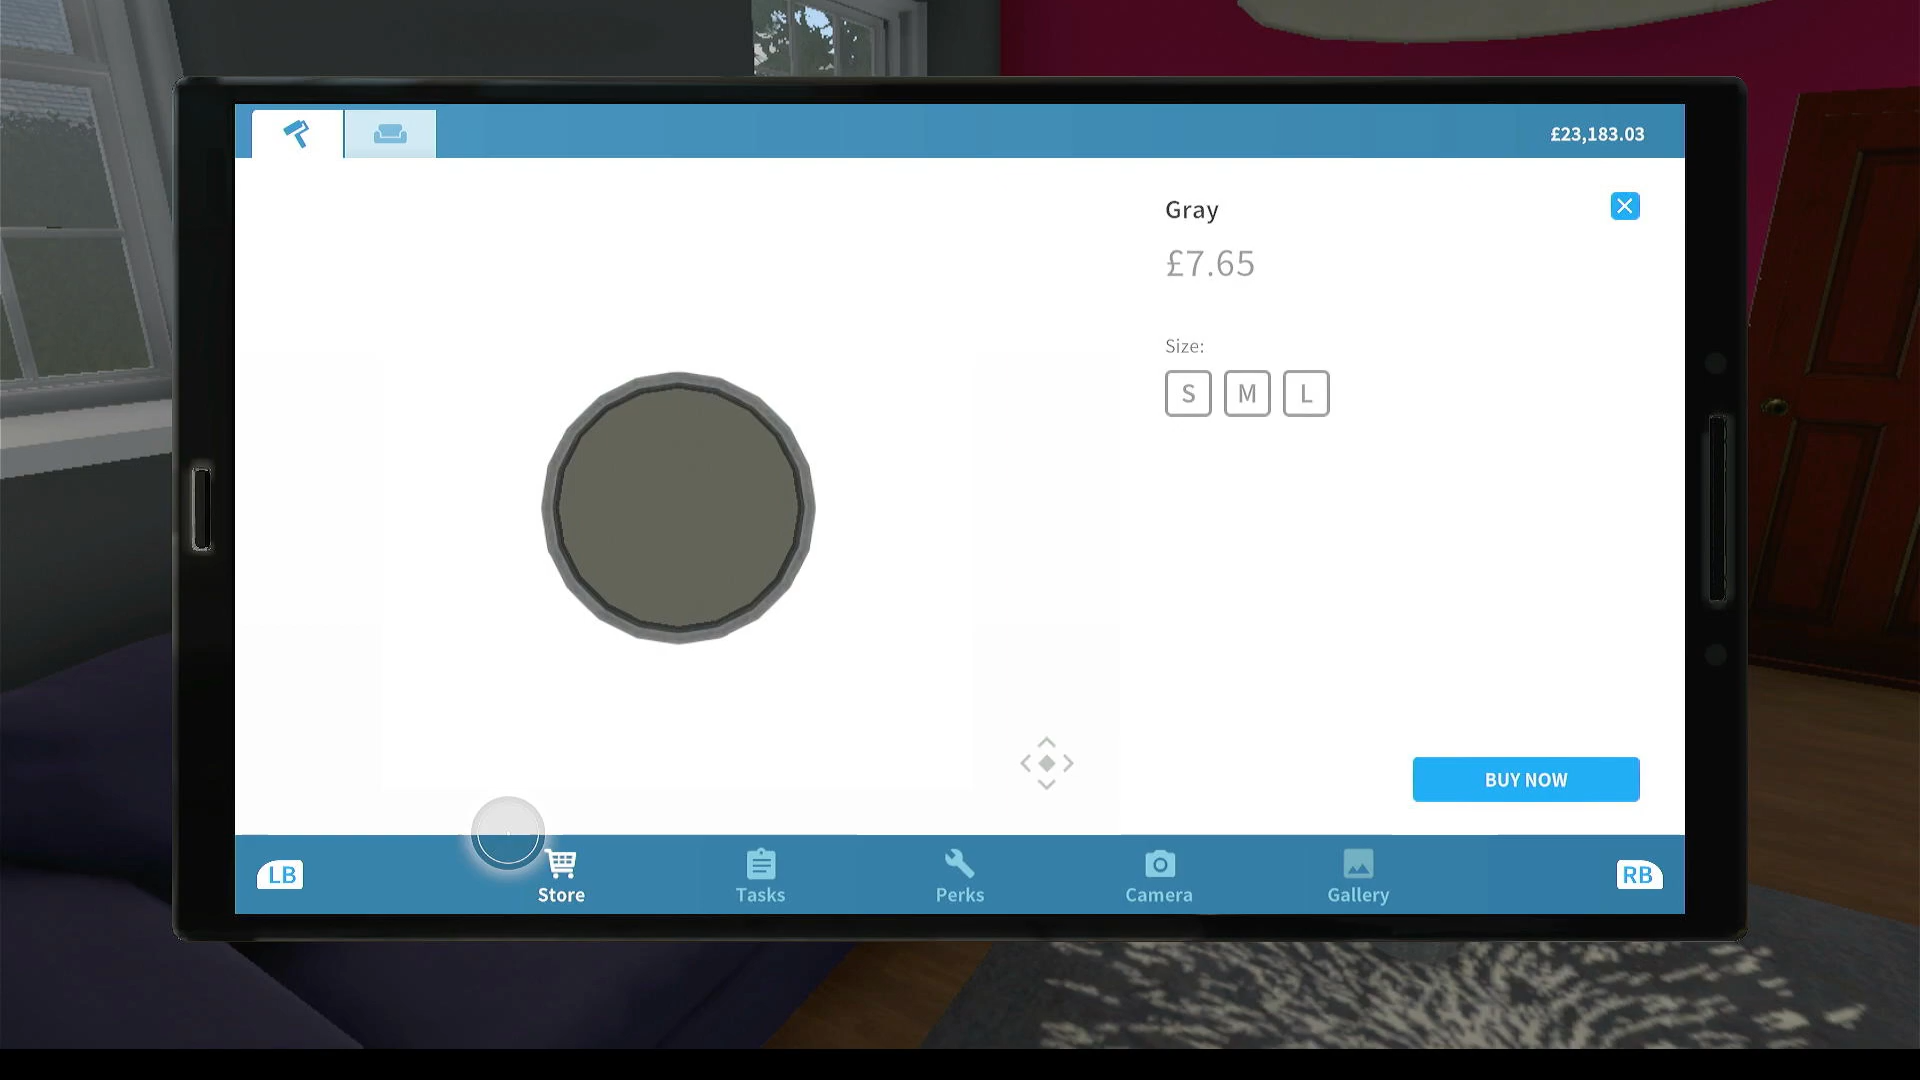 £23,183.03
Gray
£7.65
Size:
S M L
BUY NOW
LB
Store
Tasks
Perks
Camera
Gallery
RB